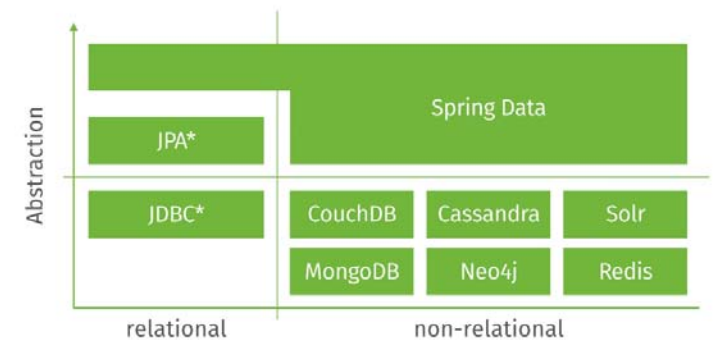 Abstraction
Spring Data
JPA*
JDBC*
CouchDB
Cassandra
Solr
MongoDB
Neo4j
Redis
relational
non-relational